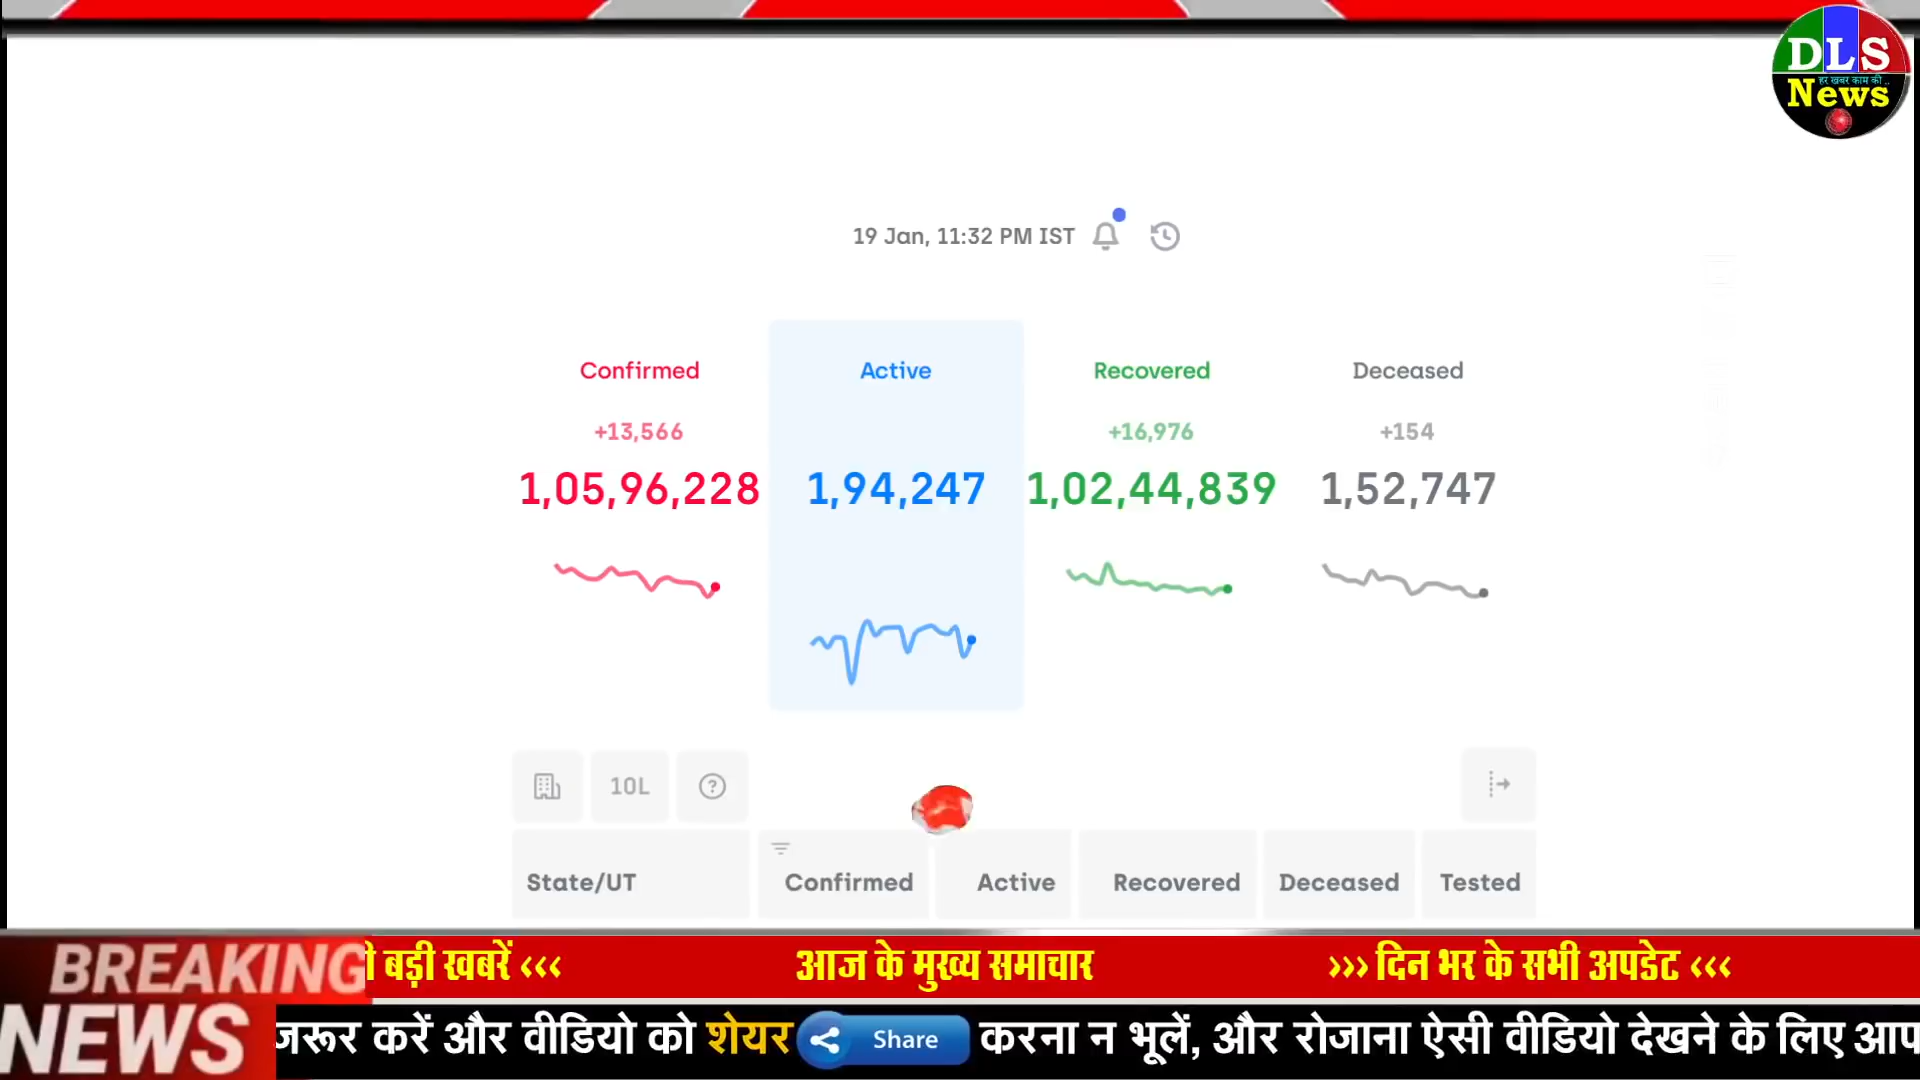 DLS
हर खबर काम की..
News
19 Jan, 11:32 PM IST
Confirmed
+13,566
1,05,96,228
Active
1,94,247
Recovered
+16,976
1,02,44,839
Deceased
+154
1,52,747
10L
?
State/UT Confirmed Active Recovered Deceased Tested
BREAKING
NEWS
बड़ी खबरें <<< आज के मुख्य समाचार >>> दिन भर के सभी अपडेट <<<
जरूर करें और वीडियो को शेयर Share करना न भूलें, और रोजाना ऐसी वीडियो देखने के लिए आप